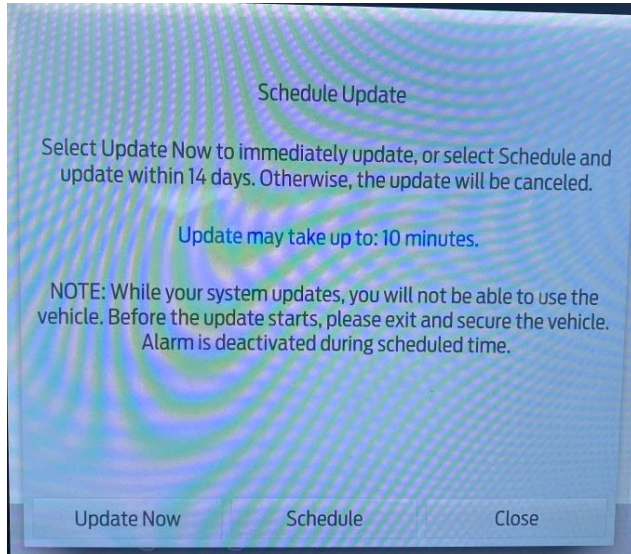 Schedule Update
Select Update Now to immediately update, or select Schedule and
update within 14 days. Otherwise, the update will be canceled.
Update may take up to: 10 minutes.
NOTE: While your system updates, you will not be able to use the
vehicle. Before the update starts, please exit and secure the vehicle.
Alarm is deactivated during scheduled time.
Update Now
Schedule
Close